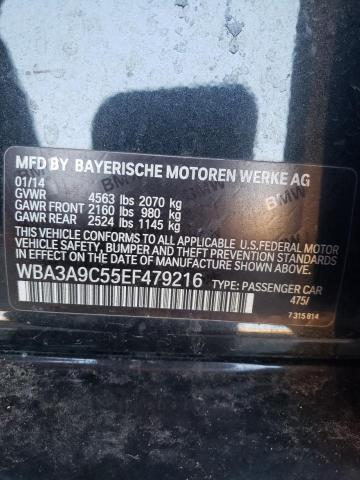 MFD BY BAYERISCHE MOTOREN WERKE AG
01/14
GVWR 4563 lbs 2070 kg
GAWR FRONT 2160 lbs 980 kg
GAWR REAR 2524 lbs 1145 kg
THIS VEHICLE CONFORMS TO ALL APPLICABLE U.S. FEDERAL MOTOR
VEHICLE SAFETY, BUMPER AND THEFT PREVENTION STANDARDS
IN EFFECT ON THE DATE OF MANUFACTURE SHOWN ABOVE.
WBA3A9C55EF479216 TYPE: PASSENGER CAR
475/
7 315 814